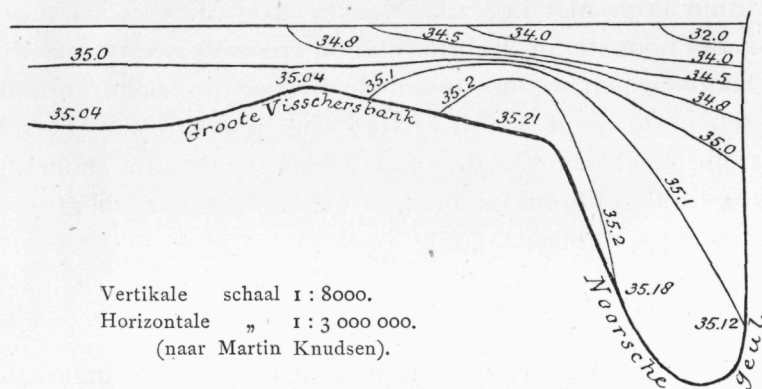 34.8 34.5 34.0 32.0
35.0 34.0
35.04 35.1 35.2 34.5
34.8
35.04 Groote Visschersbank 35.21 35.0
35.1
35.2
Vertikale schaal 1 : 8000.
Horizontale „ 1 : 3 000 000.
(naar Martin Knudsen).
35.18
35.12
Noorsche geul